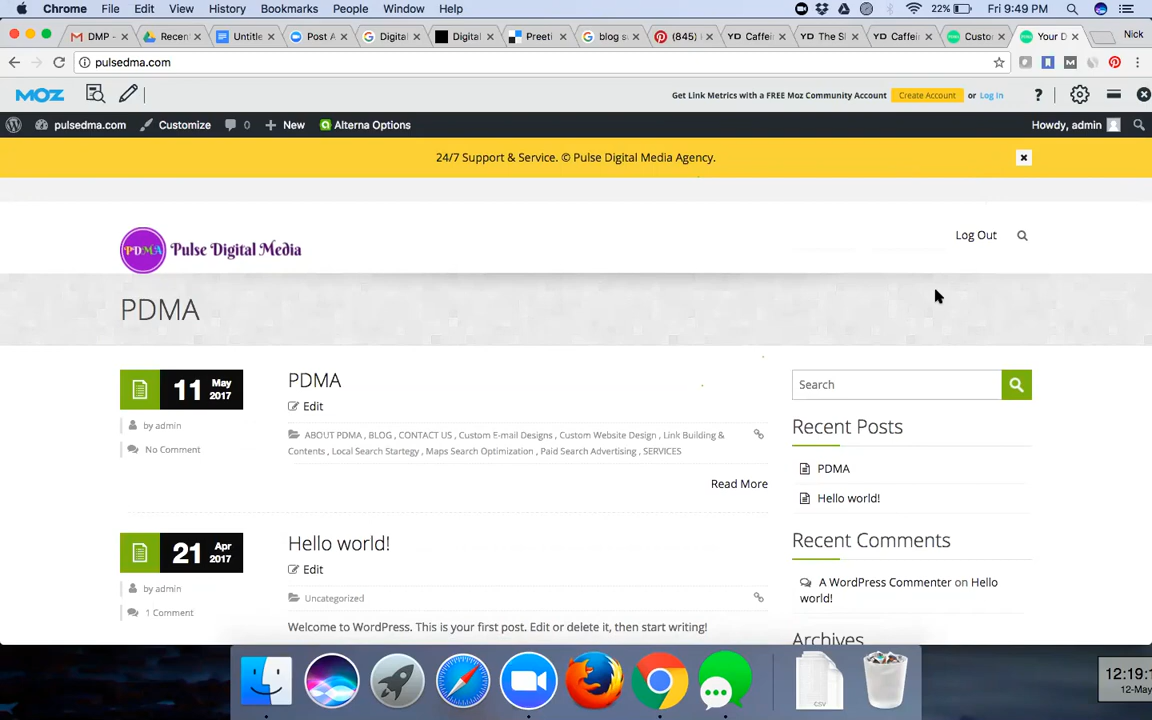 Chrome File Edit View History Bookmarks People Window Help 22% Fri 9:49 PM
DMP - Recen Untitle Post A Digital Digital Preeti blog s (845) Caffei The Sl Caffei Custo Your D Nick
pulsedma.com
MOZ Get Link Metrics with a FREE Moz Community Account Create Account or Log In ?
pulsedma.com Customize 0 + New Alterna Options Howdy, admin
24/7 Support & Service. © Pulse Digital Media Agency. x
PDMA Pulse Digital Media Log Out
PDMA
11 May 2017
by admin
No Comment
PDMA
Edit
ABOUT PDMA , BLOG , CONTACT US , Custom E-mail Designs , Custom Website Design , Link Building &
Contents , Local Search Startegy , Maps Search Optimization , Paid Search Advertising , SERVICES
Read More
21 Apr 2017
by admin
1 Comment
Hello world!
Edit
Uncategorized
Welcome to WordPress. This is your first post. Edit or delete it, then start writing!
Search
Recent Posts
PDMA
Hello world!
Recent Comments
A WordPress Commenter on Hello
world!
Archives
CSV
12:19:1
12-May